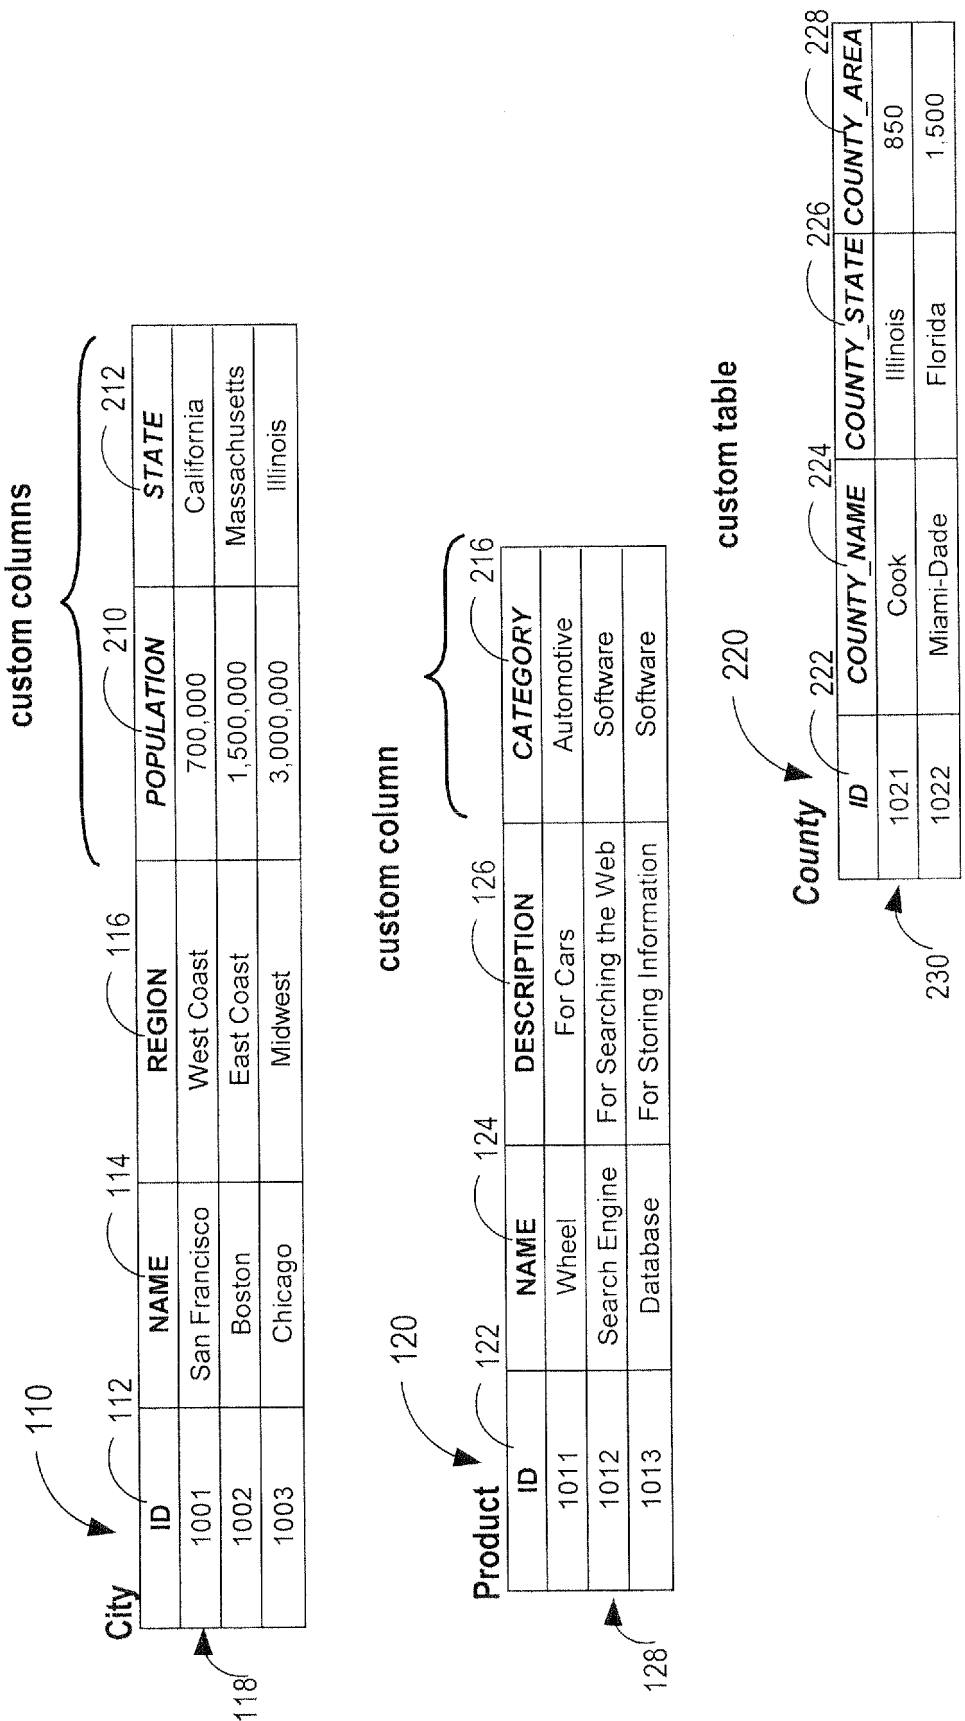 custom columns
110
City
112 114 116 210 212
ID NAME REGION POPULATION STATE
1001 San Francisco West Coast 700,000 California
1002 Boston East Coast 1,500,000 Massachusetts
1003 Chicago Midwest 3,000,000 Illinois
118
custom column
120
Product
122 124 126 216
ID NAME DESCRIPTION CATEGORY
1011 Wheel For Cars Automotive
1012 Search Engine For Searching the Web Software
1013 Database For Storing Information Software
128
custom table
220
County
222 224 226 228
ID COUNTY_NAME COUNTY_STATE COUNTY_AREA
1021 Cook Illinois 850
1022 Miami-Dade Florida 1,500
230